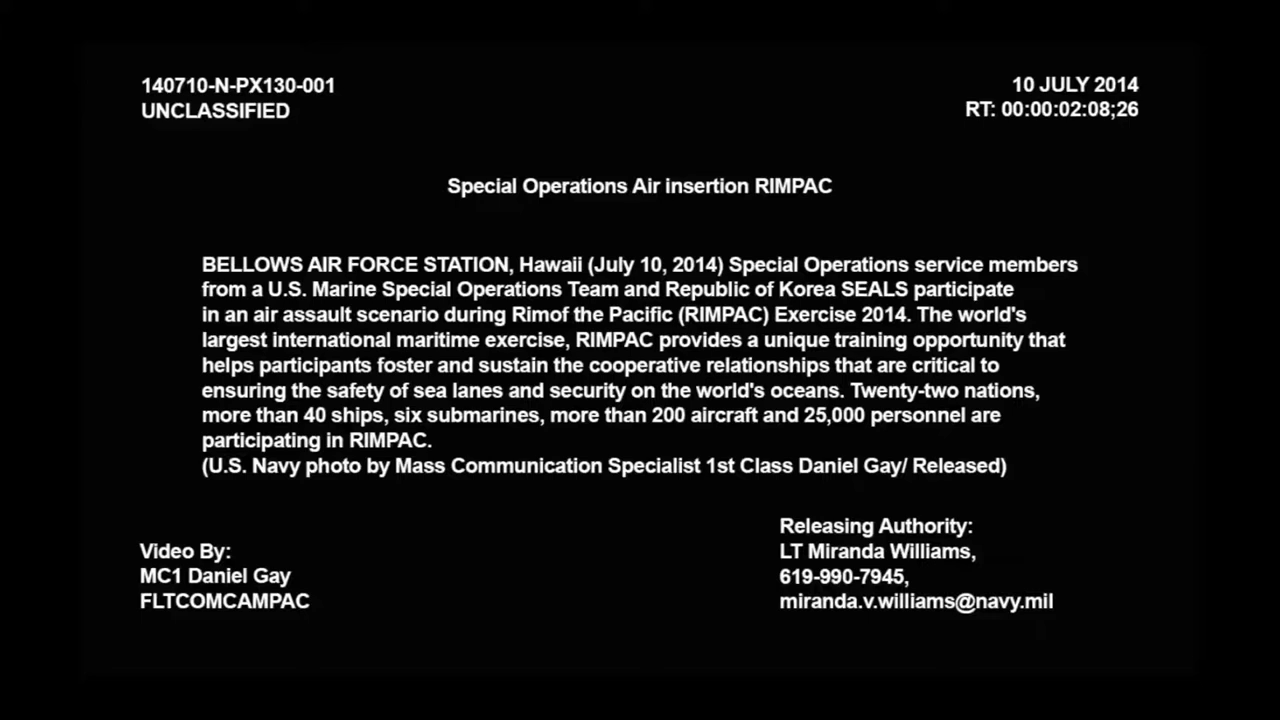 140710-N-PX130-001
UNCLASSIFIED
10 JULY 2014
RT: 00:00:02:08;26
Special Operations Air insertion RIMPAC
BELLOWS AIR FORCE STATION, Hawaii (July 10, 2014) Special Operations service members
from a U.S. Marine Special Operations Team and Republic of Korea SEALS participate
in an air assault scenario during Rimof the Pacific (RIMPAC) Exercise 2014. The world's
largest international maritime exercise, RIMPAC provides a unique training opportunity that
helps participants foster and sustain the cooperative relationships that are critical to
ensuring the safety of sea lanes and security on the world's oceans. Twenty-two nations,
more than 40 ships, six submarines, more than 200 aircraft and 25,000 personnel are
participating in RIMPAC.
(U.S. Navy photo by Mass Communication Specialist 1st Class Daniel Gay/ Released)
Video By:
MC1 Daniel Gay
FLTCOMCAMPAC
Releasing Authority:
LT Miranda Williams,
619-990-7945,
miranda.v.williams@navy.mil